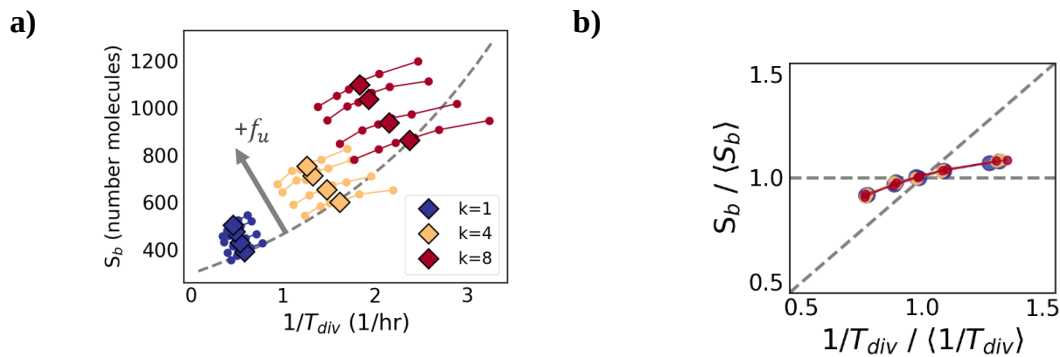 a)
S_b (number molecules)
1200
1000
800
600
400
+f_u
k=1
k=4
k=8
0 1 2 3
1/T_div (1/hr)
b)
S_b / ⟨S_b⟩
1.5
1.0
0.5
0.5 1.0 1.5
1/T_div / ⟨1/T_div⟩